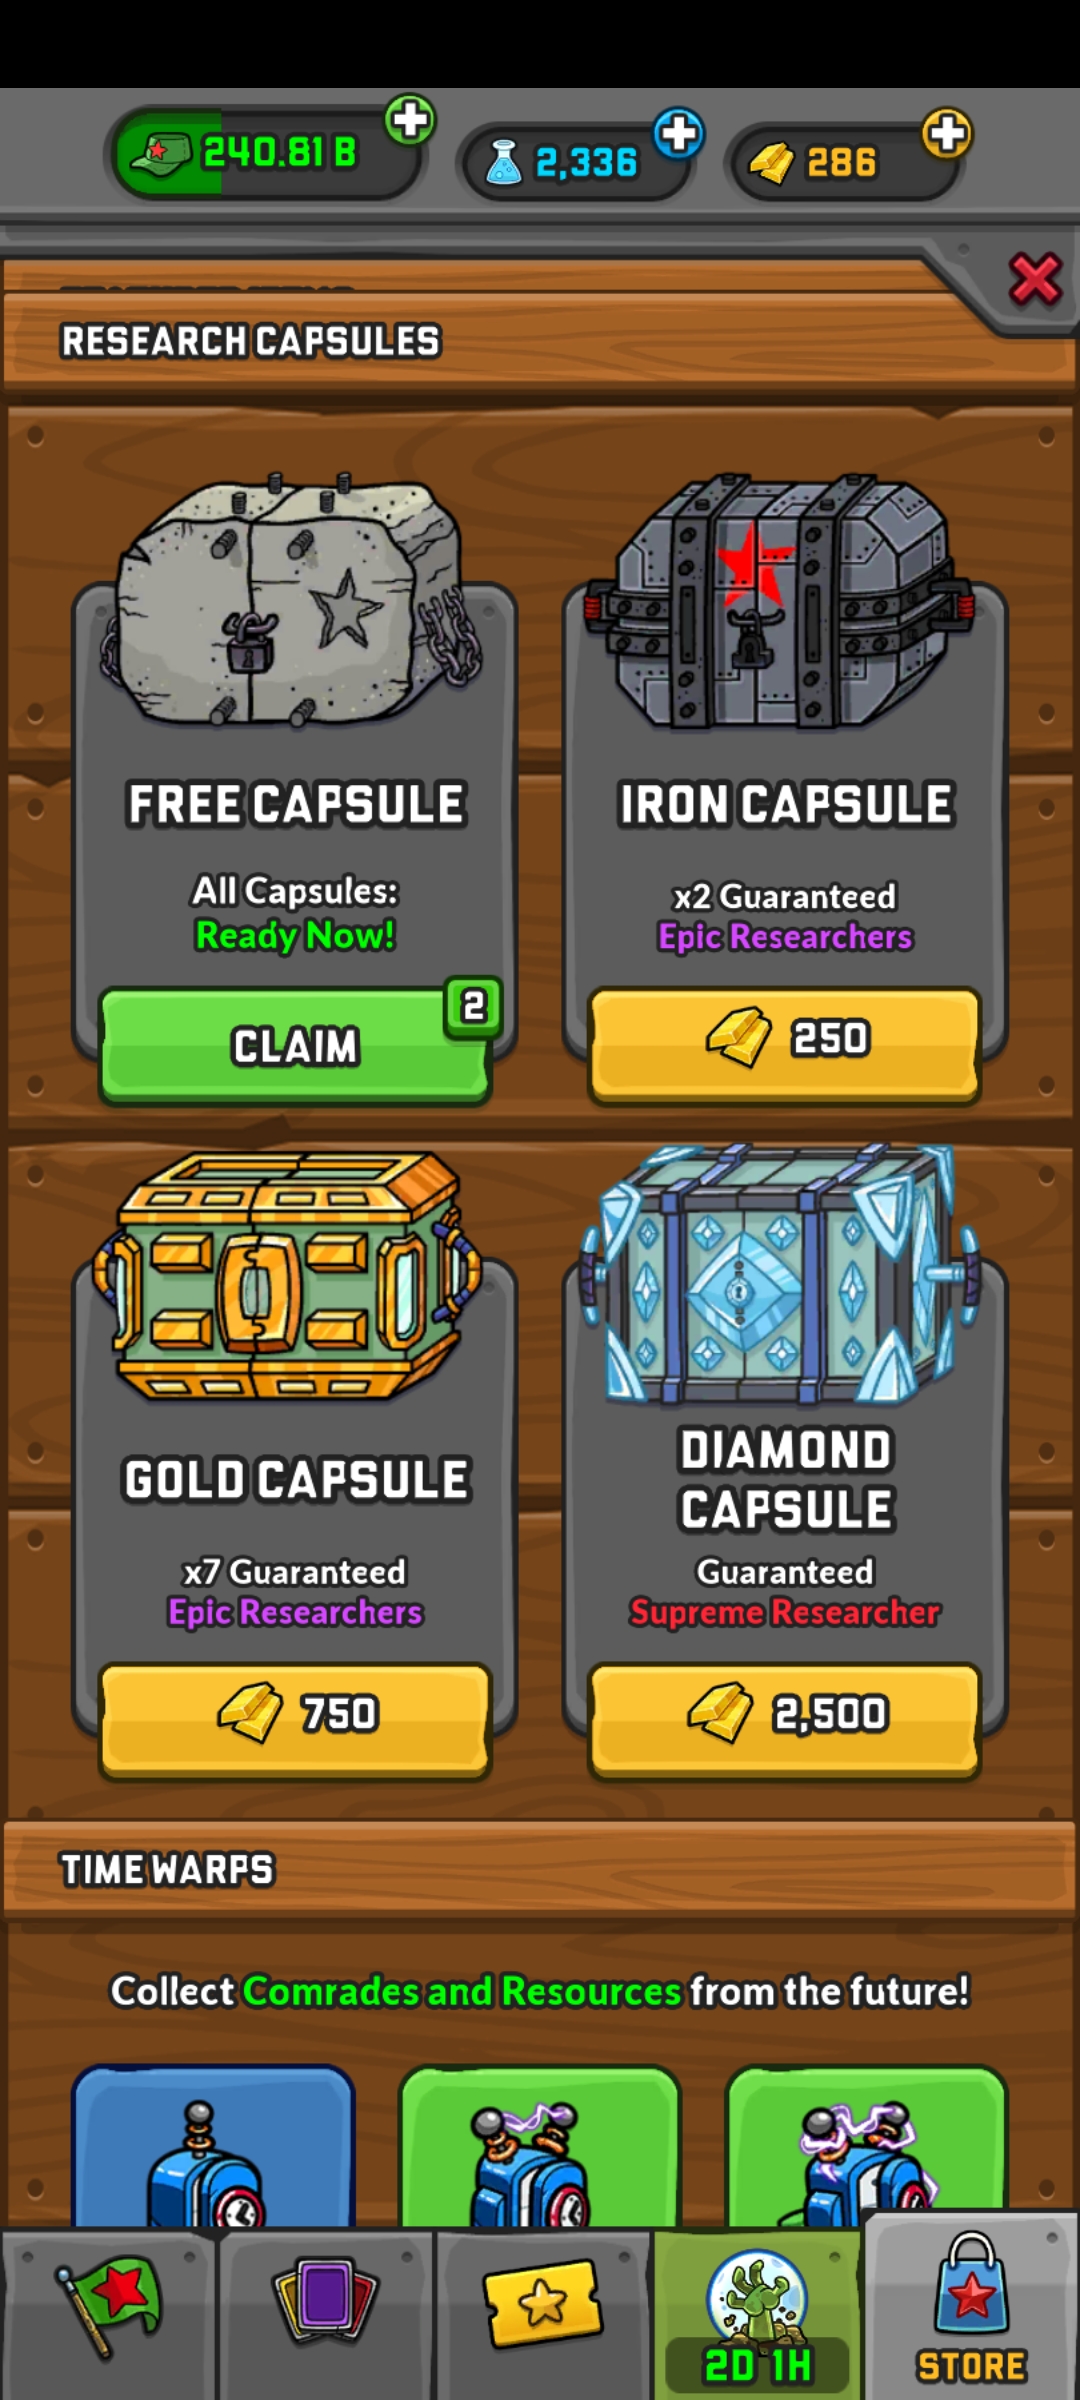 240.81 B
2,336
286
RESEARCH CAPSULES
FREE CAPSULE
All Capsules:
Ready Now!
CLAIM
2
IRON CAPSULE
x2 Guaranteed
Epic Researchers
250
GOLD CAPSULE
x7 Guaranteed
Epic Researchers
750
DIAMOND
CAPSULE
Guaranteed
Supreme Researcher
2,500
TIME WARPS
Collect Comrades and Resources from the future!
2D 1H
STORE